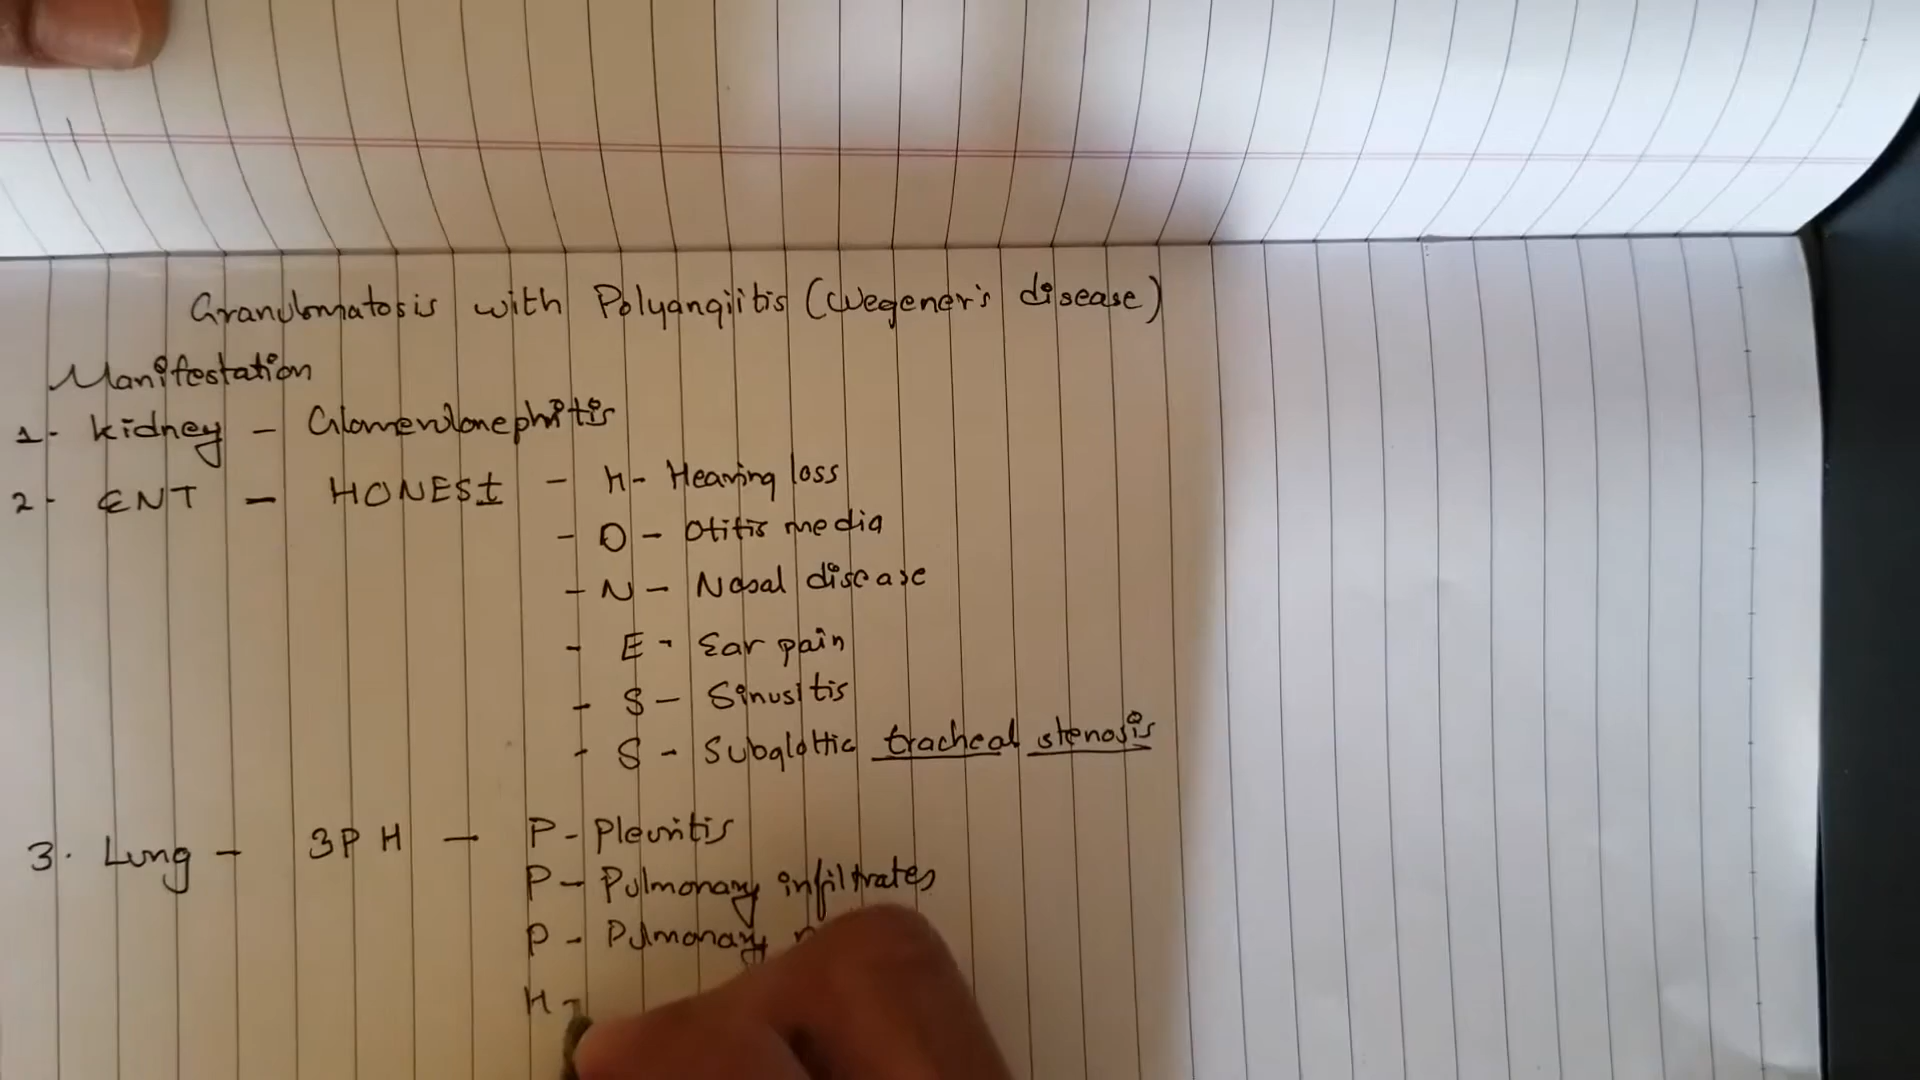 Granulomatosis with Polyangiitis (Wegener's disease)
Manifestation
1- Kidney - Glomerulonephritis
2- ENT - HONESt - H- Hearing loss
- O - Otitis media
- N - Nasal disease
- E - Ear pain
- S - Sinusitis
- S - Subglottic tracheal stenosis
3. Lung - 3P H - P - Pleuritis
P - Pulmonary infiltrates
P - Pulmonary
H -